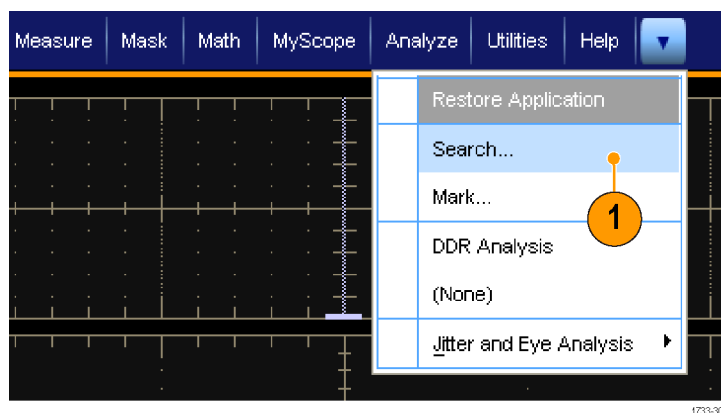 Measure Mask Math MyScope Analyze Utilities Help
Restore Application
Search...
Mark...
1
DDR Analysis
(None)
Jitter and Eye Analysis